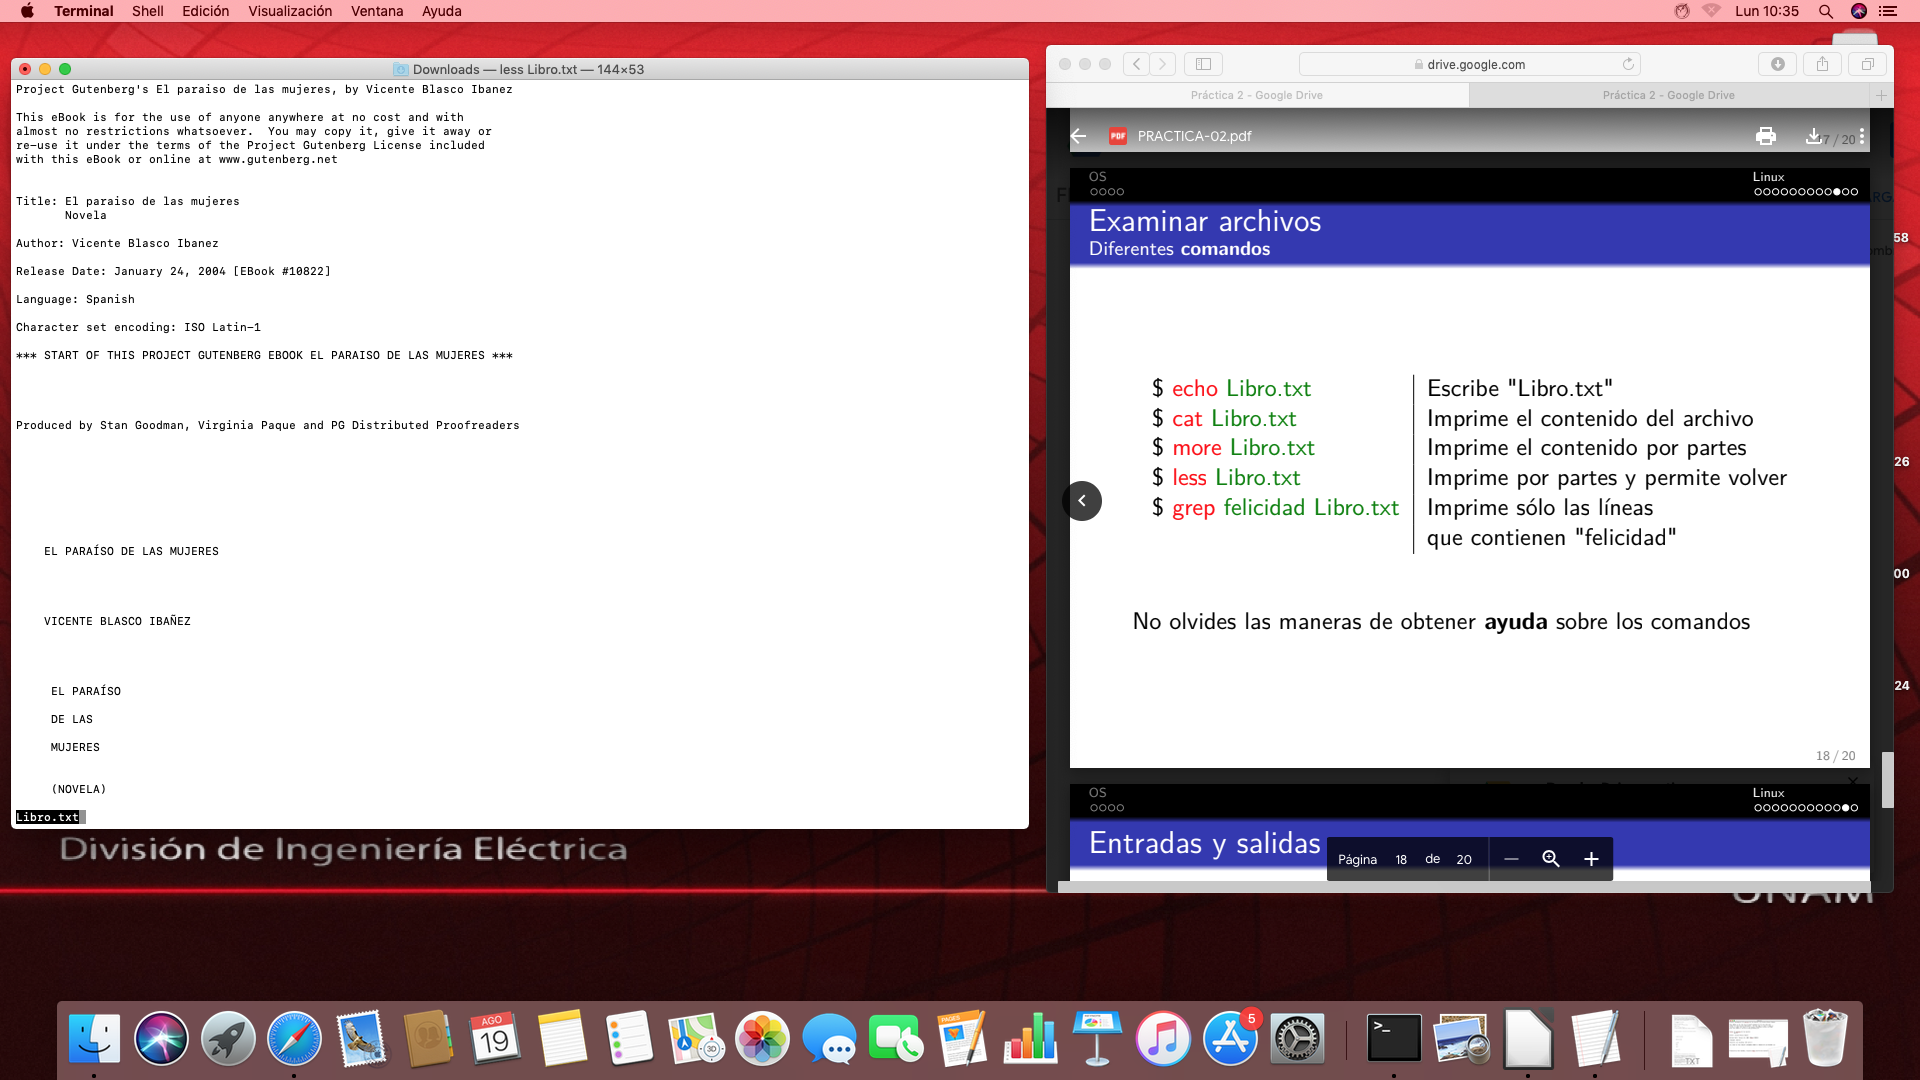 Terminal Shell Edición Visualización Ventana Ayuda
Lun 10:35
Downloads — less Libro.txt — 144×53
Project Gutenberg's El paraiso de las mujeres, by Vicente Blasco Ibanez
This eBook is for the use of anyone anywhere at no cost and with
almost no restrictions whatsoever.  You may copy it, give it away or
re-use it under the terms of the Project Gutenberg License included
with this eBook or online at www.gutenberg.net
Title: El paraiso de las mujeres
Novela
Author: Vicente Blasco Ibanez
Release Date: January 24, 2004 [EBook #10822]
Language: Spanish
Character set encoding: ISO Latin-1
*** START OF THIS PROJECT GUTENBERG EBOOK EL PARAISO DE LAS MUJERES ***
Produced by Stan Goodman, Virginia Paque and PG Distributed Proofreaders
EL PARAÍSO DE LAS MUJERES
VICENTE BLASCO IBAÑEZ
EL PARAÍSO
DE LAS
MUJERES
(NOVELA)
Libro.txt
drive.google.com
Práctica 2 - Google Drive
Práctica 2 - Google Drive
PDF PRACTICA-02.pdf
7 / 20
OS
Linux
Examinar archivos
Diferentes comandos
$ echo Libro.txt Escribe "Libro.txt"
$ cat Libro.txt Imprime el contenido del archivo
$ more Libro.txt Imprime el contenido por partes
$ less Libro.txt Imprime por partes y permite volver
$ grep felicidad Libro.txt Imprime sólo las líneas
que contienen "felicidad"
No olvides las maneras de obtener ayuda sobre los comandos
18 / 20
OS
Linux
Entradas y salidas
Página 18 de 20
58
26
00
24
División de Ingeniería Eléctrica
UNAM
AGO
19
3D
PAGES
5
>_
TXT